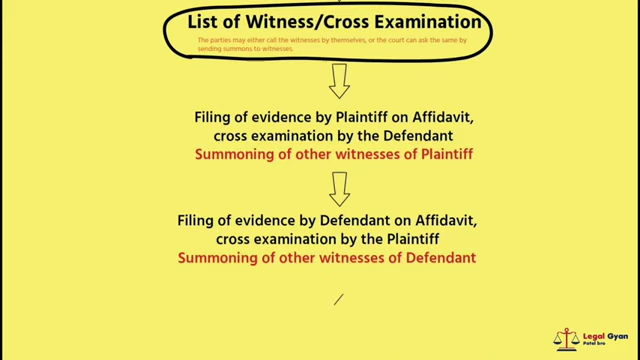 List of Witness/Cross Examination
The parties may either call the witnesses by themselves, or the court can ask the same by
sending summons to witnesses.
Filing of evidence by Plaintiff on Affidavit,
cross examination by the Defendant
Summoning of other witnesses of Plaintiff
Filing of evidence by Defendant on Affidavit,
cross examination by the Plaintiff
Summoning of other witnesses of Defendant
Legal Gyan
Patel bro